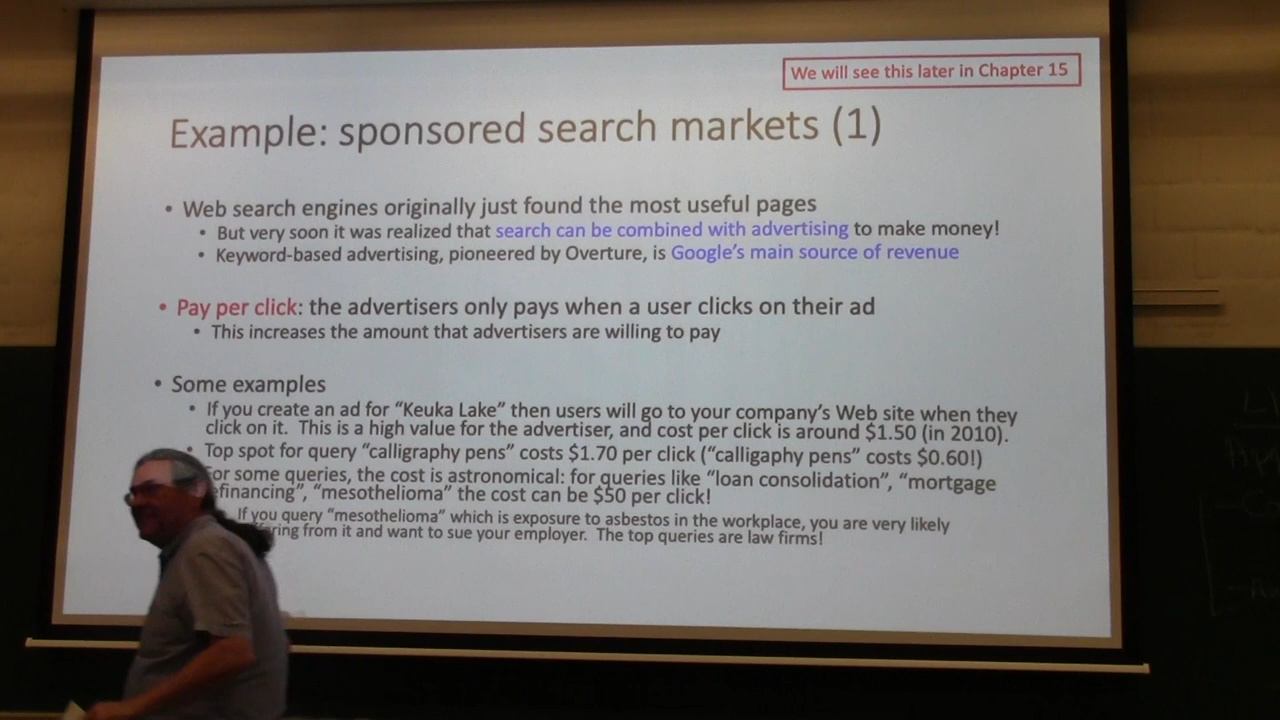 We will see this later in Chapter 15
Example: sponsored search markets (1)
• Web search engines originally just found the most useful pages
• But very soon it was realized that search can be combined with advertising to make money!
• Keyword-based advertising, pioneered by Overture, is Google's main source of revenue
• Pay per click: the advertisers only pays when a user clicks on their ad
• This increases the amount that advertisers are willing to pay
• Some examples
• If you create an ad for "Keuka Lake" then users will go to your company's Web site when they
click on it. This is a high value for the advertiser, and cost per click is around $1.50 (in 2010).
• Top spot for query "calligraphy pens" costs $1.70 per click ("calligaphy pens" costs $0.60!)
or some queries, the cost is astronomical: for queries like "loan consolidation", "mortgage
efinancing", "mesothelioma" the cost can be $50 per click!
If you query "mesothelioma" which is exposure to asbestos in the workplace, you are very likely
ring from it and want to sue your employer. The top queries are law firms!